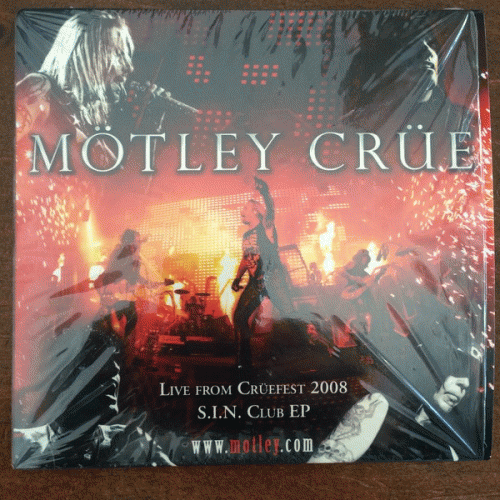 MÖTLEY CRÜE
LIVE FROM CRÜEFEST 2008
S.I.N. CLUB EP
www.motley.com